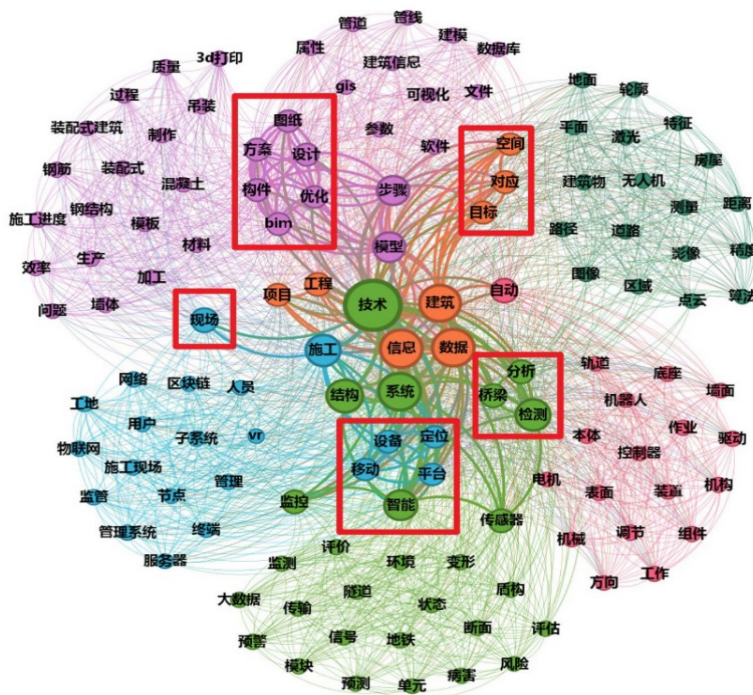 管道
管线
属性
建模
数据库
建筑信息
gis
可视化
文件
参数
软件
3d打印
质量
过程
吊装
装配式建筑
制作
钢筋
装配式
混凝土
施工进度
钢结构
模板
材料
效率
生产
加工
问题
墙体
图纸
方案
设计
构件
优化
bim
步骤
模型
空间
对应
目标
地面
轮廓
平面
激光
特征
房屋
建筑物
无人机
距离
测量
路径
道路
影像
精度
图像
区域
点云
算法
项目
工程
技术
建筑
自动
现场
施工
信息
数据
结构
系统
分析
桥梁
检测
设备
定位
移动
平台
智能
监控
传感器
电机
网络
区块链
人员
工地
用户
子系统
vr
物联网
施工现场
管理
监管
节点
管理系统
终端
服务器
轨道
底座
墙面
机器人
本体
作业
驱动
控制器
表面
装置
机构
机械
调节
组件
方向
工作
评价
监测
环境
变形
大数据
传输
隧道
状态
盾构
预警
信号
地铁
断面
评估
模块
预测
单元
病害
风险